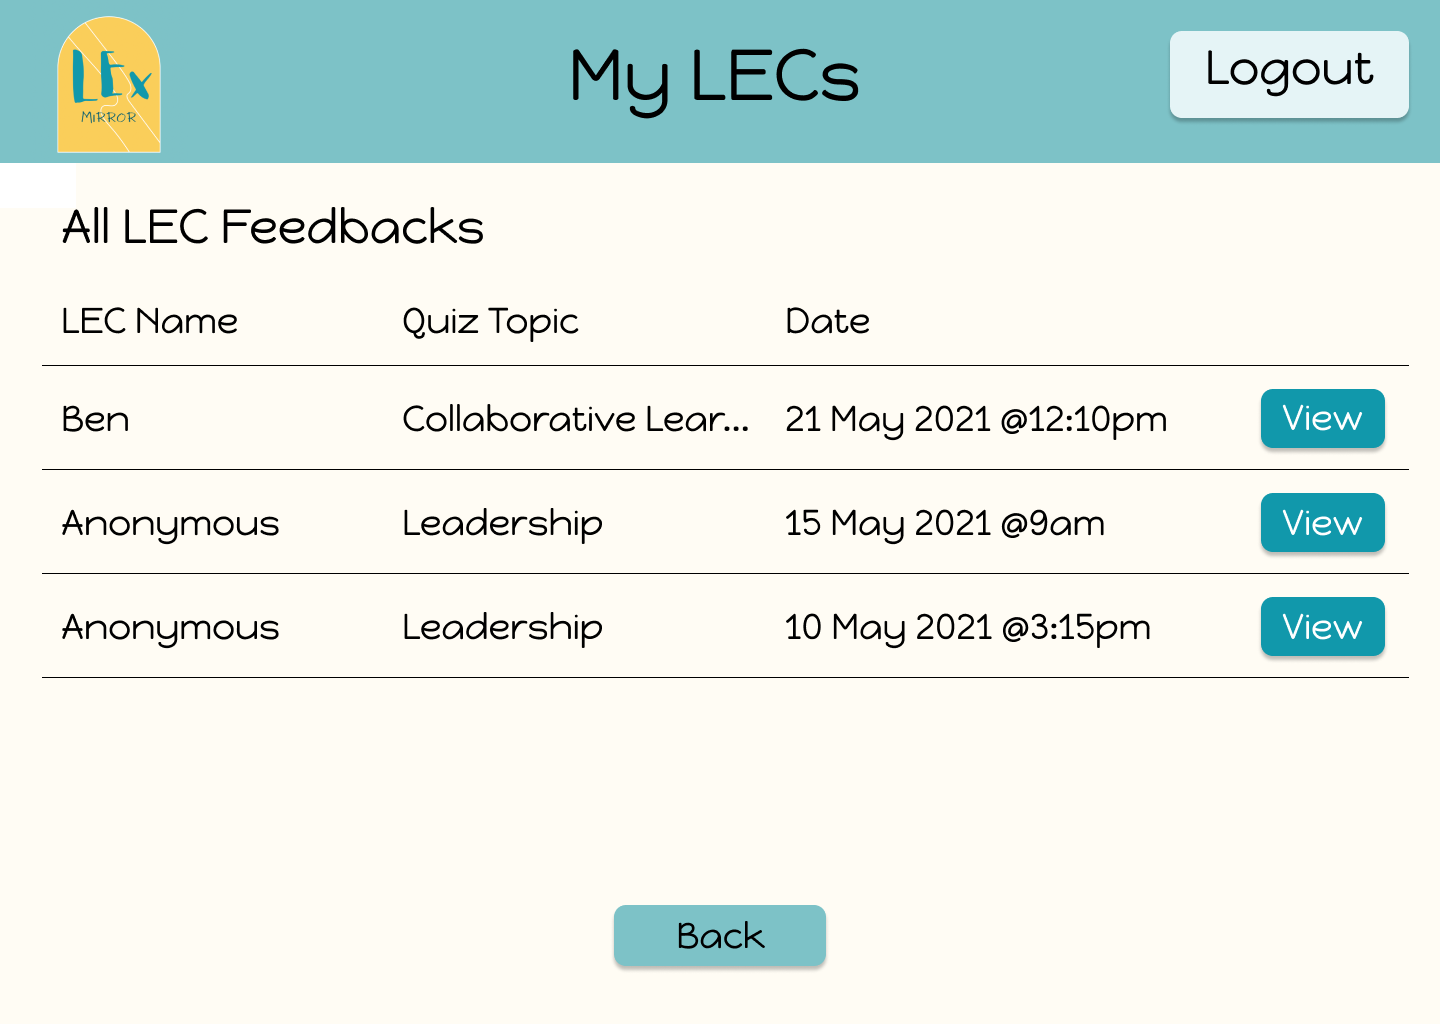 LEx
MIRROR
My LECs
Logout
All LEC Feedbacks
LEC Name Quiz Topic Date
Ben Collaborative Lear... 21 May 2021 @12:10pm View
Anonymous Leadership 15 May 2021 @9am View
Anonymous Leadership 10 May 2021 @3:15pm View
Back